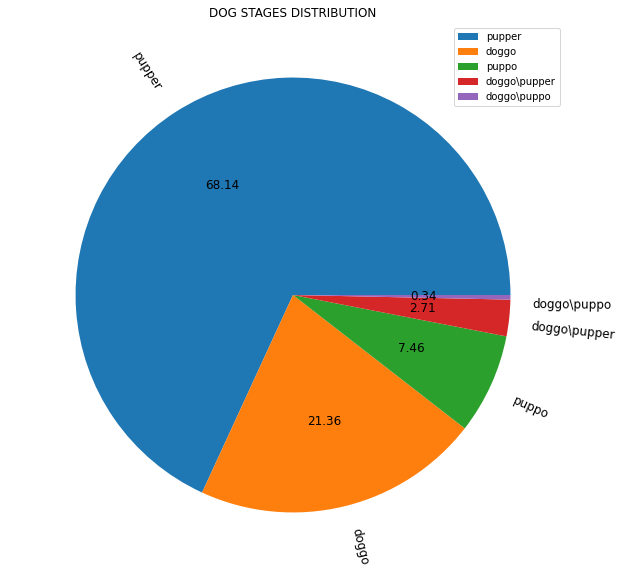 DOG STAGES DISTRIBUTION
pupper
doggo
puppo
doggo\pupper
doggo\puppo
pupper
68.14
0.34
doggo\puppo
2.71
doggo\pupper
7.46
puppo
21.36
doggo